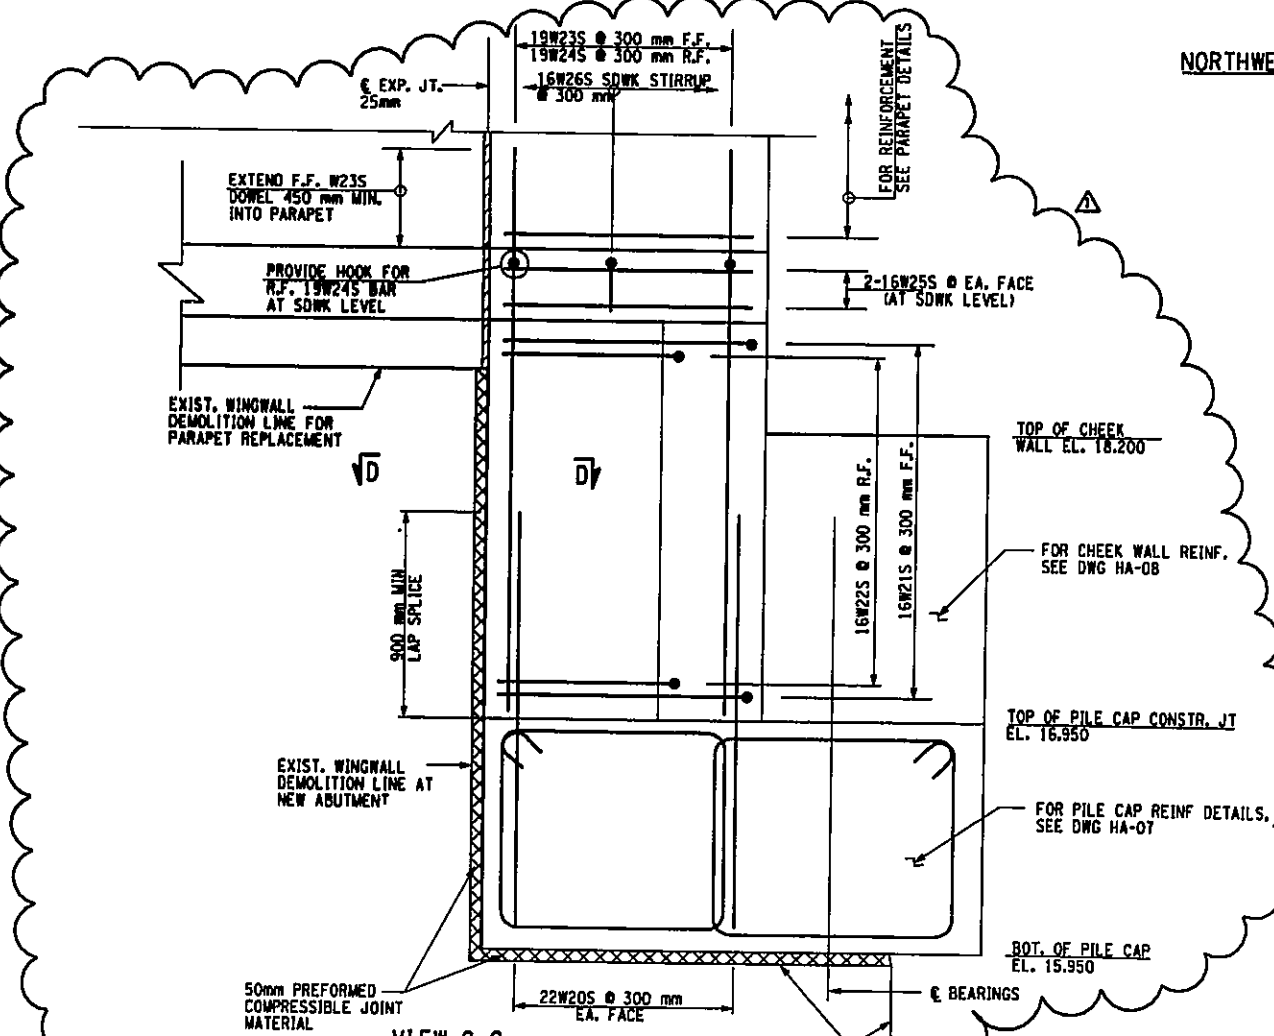 19W23S @ 300 mm F.F.
19W24S @ 300 mm R.F.
16W26S SDWK STIRRUP
@ 300 mm
℄ EXP. JT.
25mm
FOR REINFORCEMENT
SEE PARAPET DETAILS
NORTHWE
EXTEND F.F. W23S
DOWEL 450 mm MIN.
INTO PARAPET
1
PROVIDE HOOK FOR
R.F. 19W24S BAR
AT SDWK LEVEL
2-16W25S @ EA. FACE
(AT SDWK LEVEL)
EXIST. WINGWALL
DEMOLITION LINE FOR
PARAPET REPLACEMENT
TOP OF CHEEK
WALL EL. 18.200
D
D
16W22S @ 300 mm R.F.
16W21S @ 300 mm F.F.
FOR CHEEK WALL REINF.
SEE DWG HA-08
900 mm MIN
LAP SPLICE
TOP OF PILE CAP CONSTR. JT
EL. 16.950
EXIST. WINGWALL
DEMOLITION LINE AT
NEW ABUTMENT
FOR PILE CAP REINF DETAILS,
SEE DWG HA-07
BOT. OF PILE CAP
EL. 15.950
50mm PREFORMED
COMPRESSIBLE JOINT
MATERIAL
22W20S @ 300 mm
EA. FACE
℄ BEARINGS